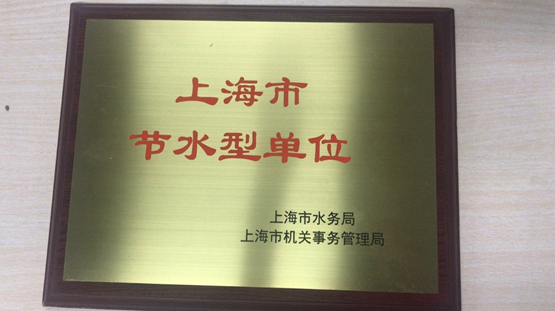 上海市
节水型单位
上海市水务局
上海市机关事务管理局